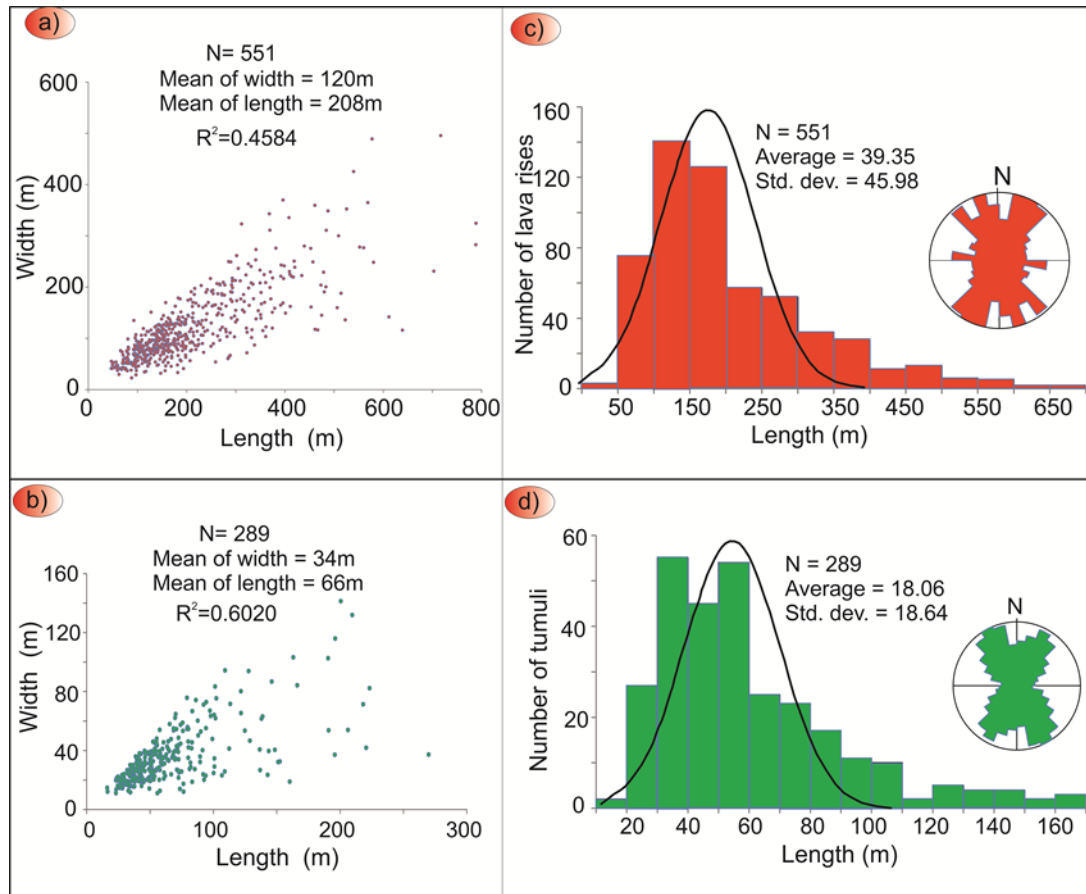 a)
N= 551
Mean of width = 120m
Mean of length = 208m
R²=0.4584
600
400
200
0
Width (m)
0 200 400 600 800
Length (m)
c)
160
120
80
40
0
Number of lava rises
N = 551
Average = 39.35
Std. dev. = 45.98
N
50 150 250 350 450 550 650
Length (m)
b)
N= 289
Mean of width = 34m
Mean of length = 66m
R²=0.6020
160
120
80
40
0
Width (m)
0 100 200 300
Length (m)
d)
60
40
20
0
Number of tumuli
N = 289
Average = 18.06
Std. dev. = 18.64
N
20 40 60 80 100 120 140 160
Length (m)